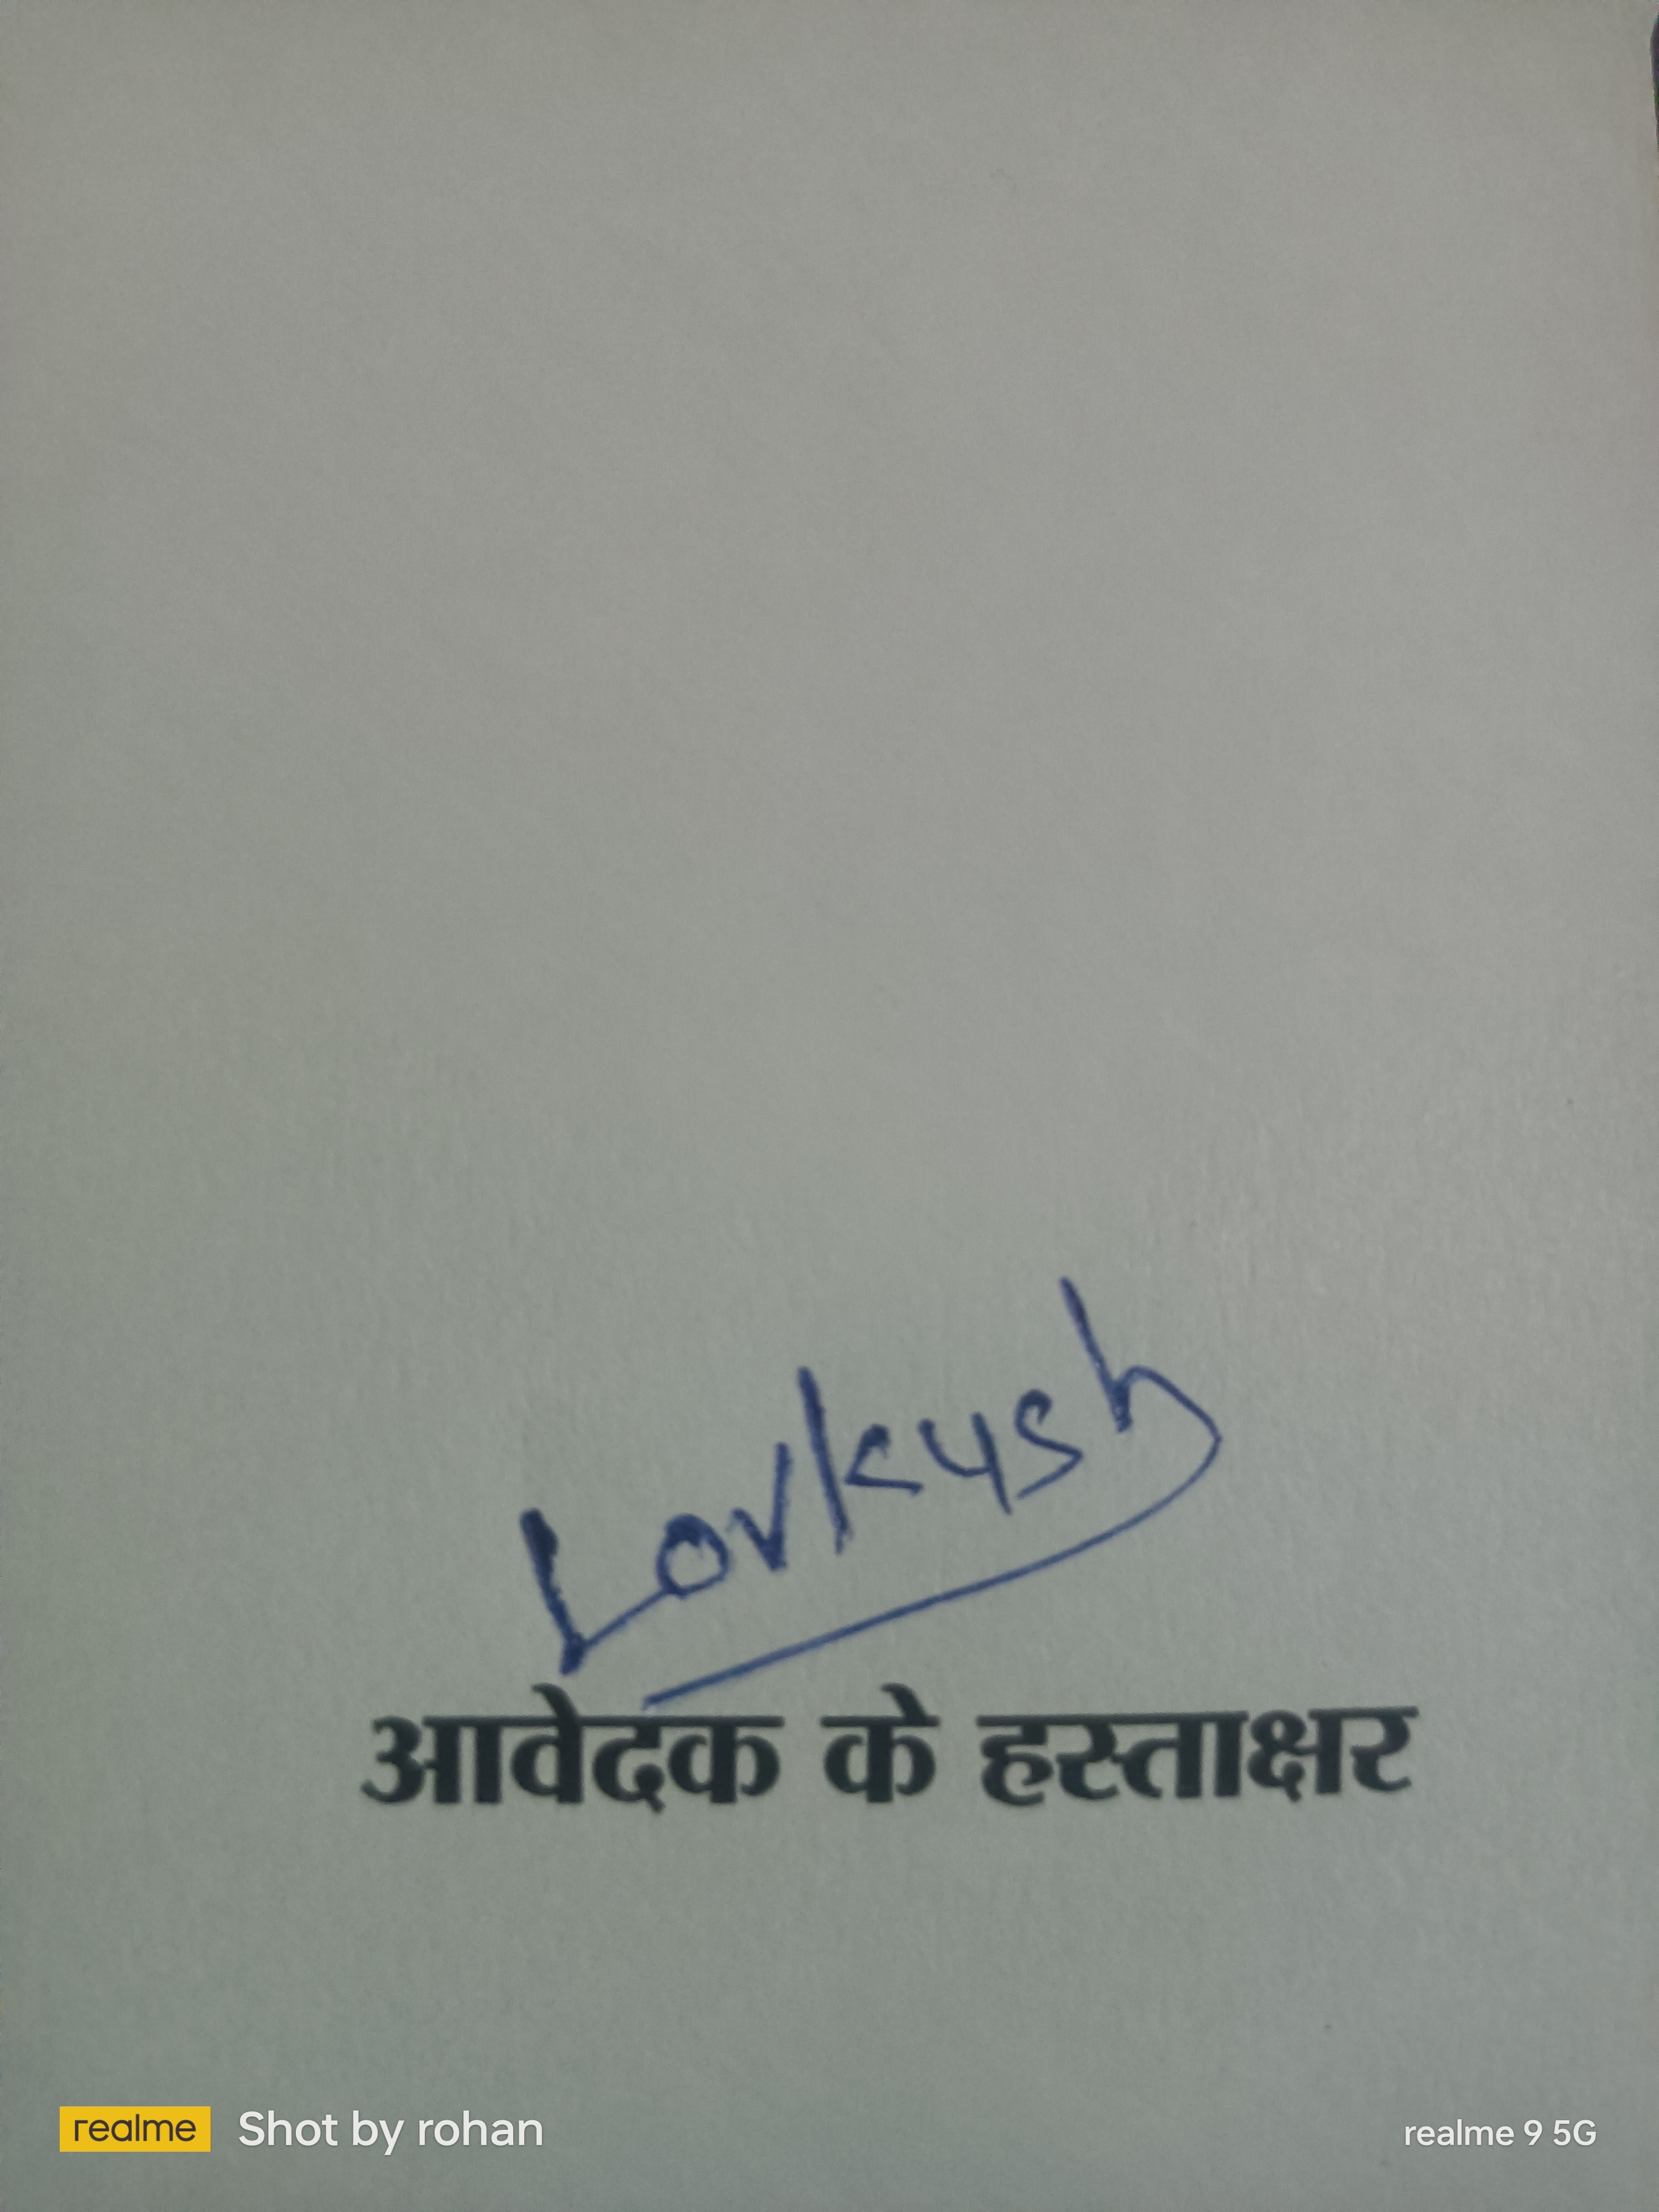 Lovkush
आवेदक के हस्ताक्षर
realme Shot by rohan
realme 9 5G